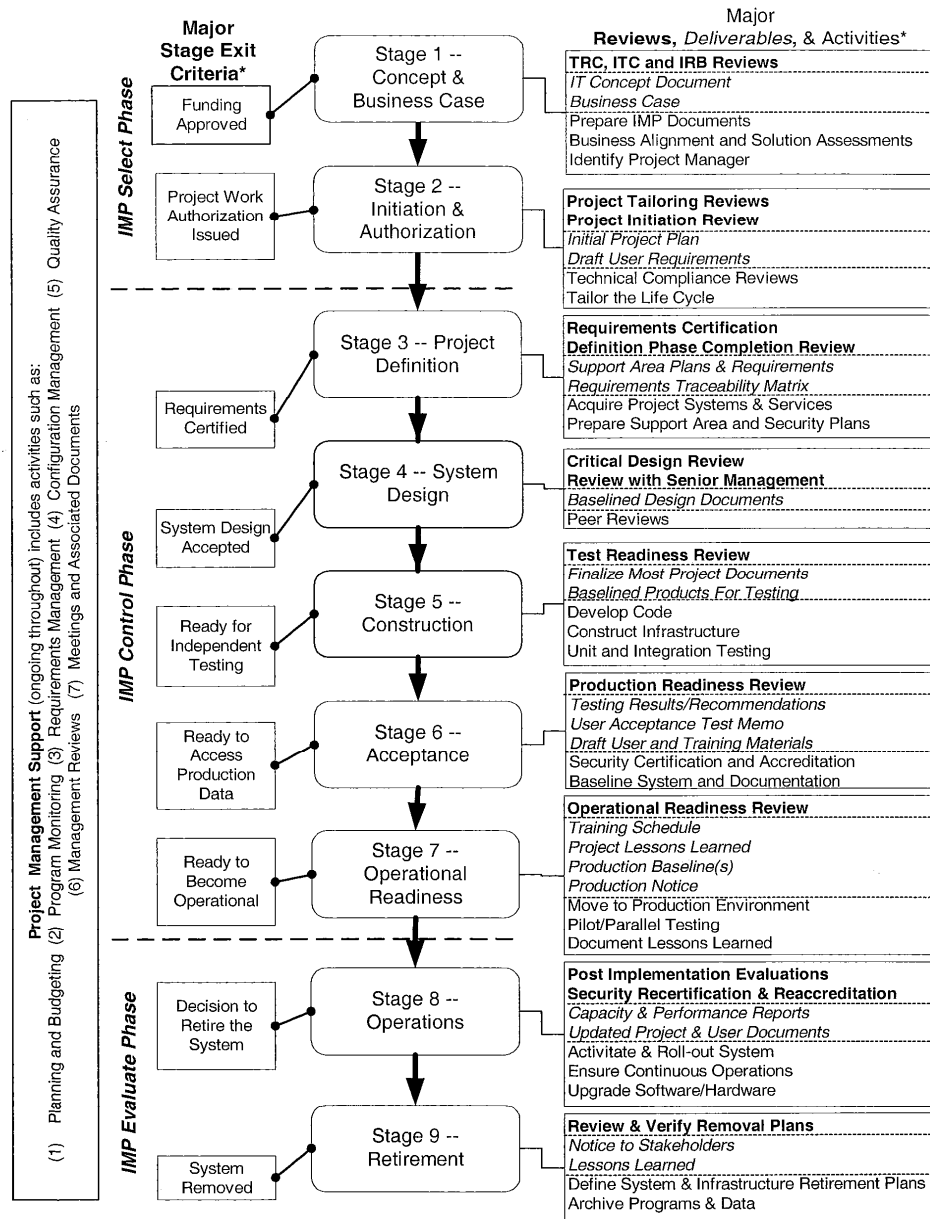 Major
Stage Exit
Criteria*
Major
Reviews, Deliverables, & Activities*
Project Management Support (ongoing throughout) includes activities such as:
(1) Planning and Budgeting (2) Program Monitoring (3) Requirements Management (4) Configuration Management (5) Quality Assurance
(6) Management Reviews (7) Meetings and Associated Documents
IMP Select Phase
Funding
Approved
Stage 1 --
Concept &
Business Case
TRC, ITC and IRB Reviews
IT Concept Document
Business Case
Prepare IMP Documents
Business Alignment and Solution Assessments
Identify Project Manager
Project Work
Authorization
Issued
Stage 2 --
Initiation &
Authorization
Project Tailoring Reviews
Project Initiation Review
Initial Project Plan
Draft User Requirements
Technical Compliance Reviews
Tailor the Life Cycle
IMP Control Phase
Requirements
Certified
Stage 3 -- Project
Definition
Requirements Certification
Definition Phase Completion Review
Support Area Plans & Requirements
Requirements Traceability Matrix
Acquire Project Systems & Services
Prepare Support Area and Security Plans
System Design
Accepted
Stage 4 -- System
Design
Critical Design Review
Review with Senior Management
Baselined Design Documents
Peer Reviews
Ready for
Independent
Testing
Stage 5 --
Construction
Test Readiness Review
Finalize Most Project Documents
Baselined Products For Testing
Develop Code
Construct Infrastructure
Unit and Integration Testing
Ready to
Access
Production
Data
Stage 6 --
Acceptance
Production Readiness Review
Testing Results/Recommendations
User Acceptance Test Memo
Draft User and Training Materials
Security Certification and Accreditation
Baseline System and Documentation
Ready to
Become
Operational
Stage 7 --
Operational
Readiness
Operational Readiness Review
Training Schedule
Project Lessons Learned
Production Baseline(s)
Production Notice
Move to Production Environment
Pilot/Parallel Testing
Document Lessons Learned
IMP Evaluate Phase
Decision to
Retire the
System
Stage 8 --
Operations
Post Implementation Evaluations
Security Recertification & Reaccreditation
Capacity & Performance Reports
Updated Project & User Documents
Activitate & Roll-out System
Ensure Continuous Operations
Upgrade Software/Hardware
System
Removed
Stage 9 --
Retirement
Review & Verify Removal Plans
Notice to Stakeholders
Lessons Learned
Define System & Infrastructure Retirement Plans
Archive Programs & Data